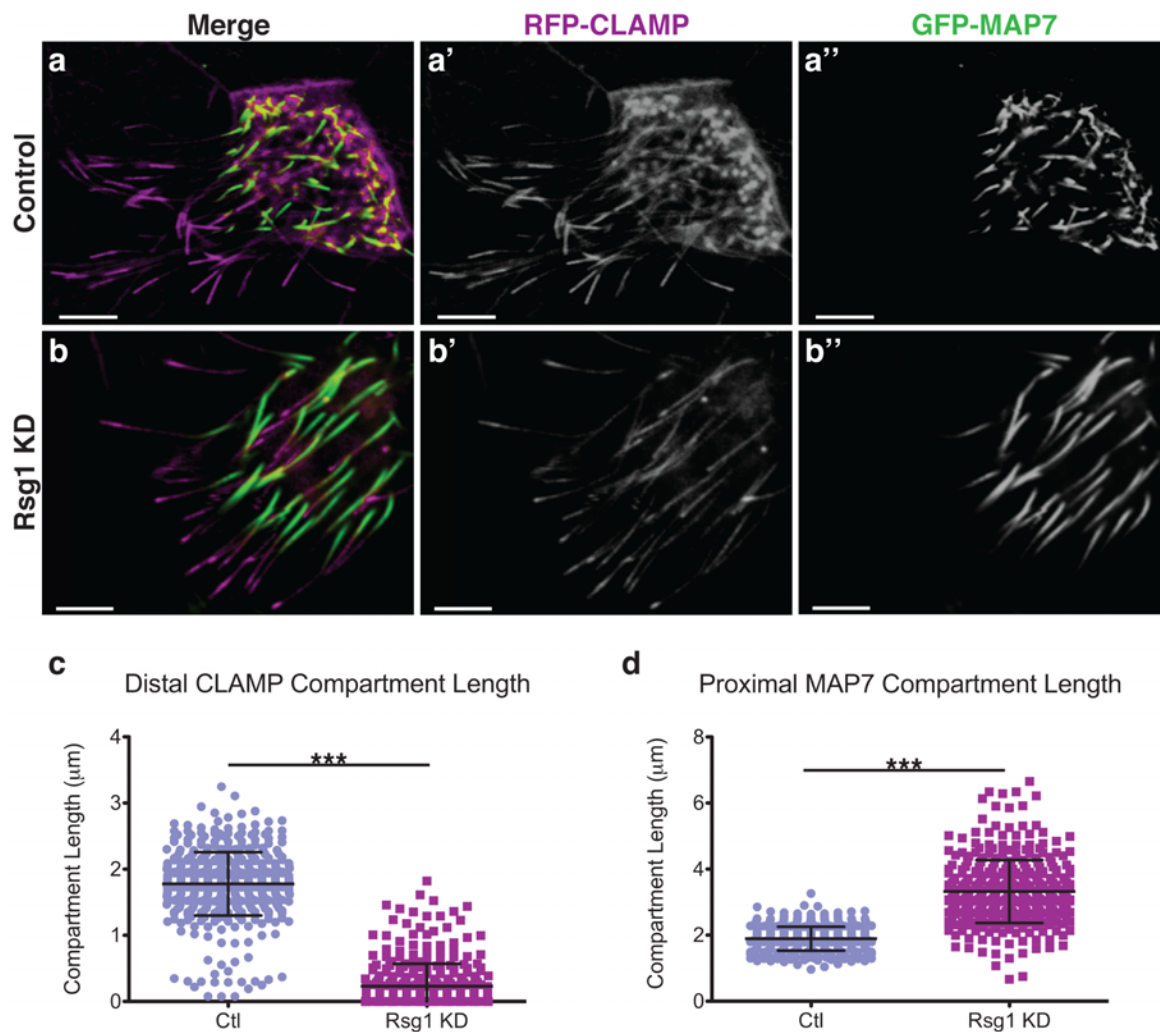 Merge
RFP-CLAMP
GFP-MAP7
Control
a
a'
a''
Rsg1 KD
b
b'
b''
c
Distal CLAMP Compartment Length
Compartment Length (μm)
4
3
2
1
0
***
Ctl
Rsg1 KD
d
Proximal MAP7 Compartment Length
Compartment Length (μm)
8
6
4
2
0
***
Ctl
Rsg1 KD